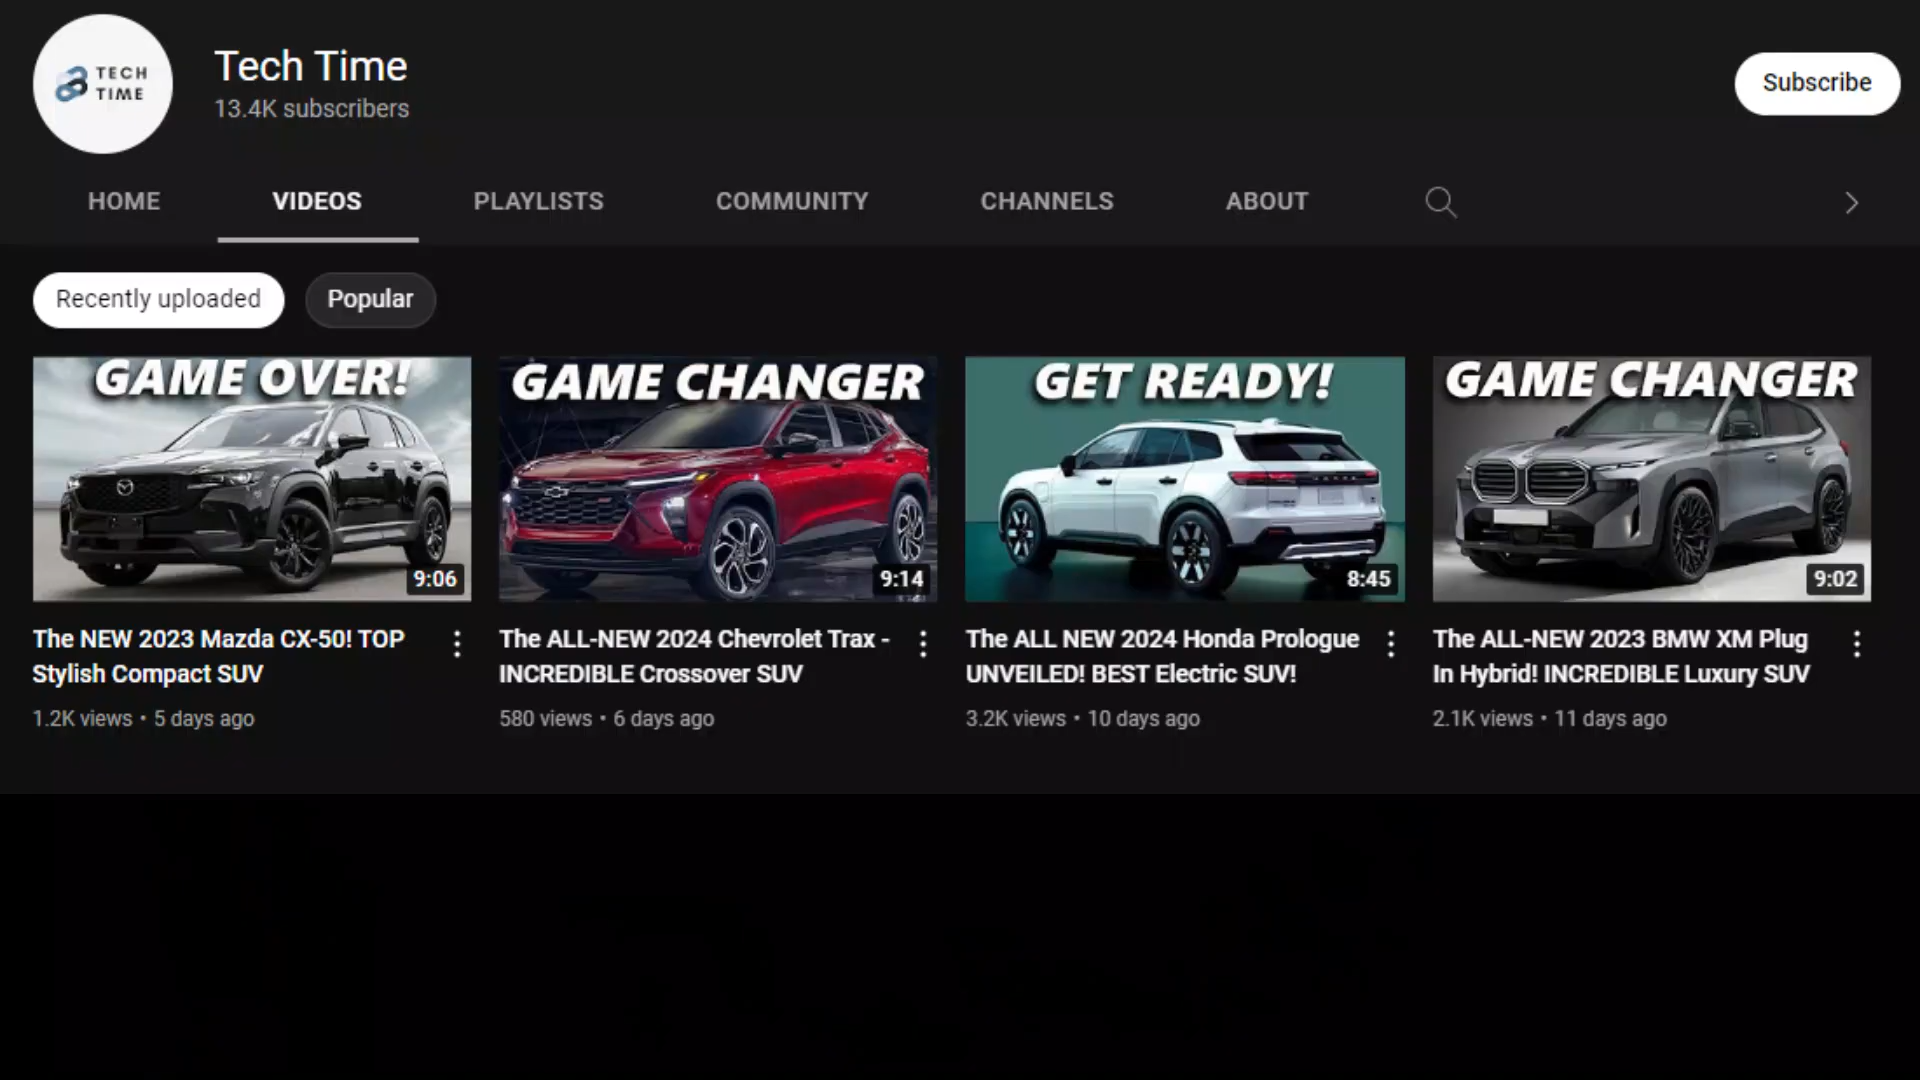 TECH
TIME
Tech Time
13.4K subscribers
Subscribe
HOME
VIDEOS
PLAYLISTS
COMMUNITY
CHANNELS
ABOUT
Recently uploaded
Popular
GAME OVER!
9:06
The NEW 2023 Mazda CX-50! TOP
Stylish Compact SUV
1.2K views • 5 days ago
GAME CHANGER
9:14
The ALL-NEW 2024 Chevrolet Trax -
INCREDIBLE Crossover SUV
580 views • 6 days ago
GET READY!
HONDA
8:45
The ALL NEW 2024 Honda Prologue
UNVEILED! BEST Electric SUV!
3.2K views • 10 days ago
GAME CHANGER
9:02
The ALL-NEW 2023 BMW XM Plug
In Hybrid! INCREDIBLE Luxury SUV
2.1K views • 11 days ago